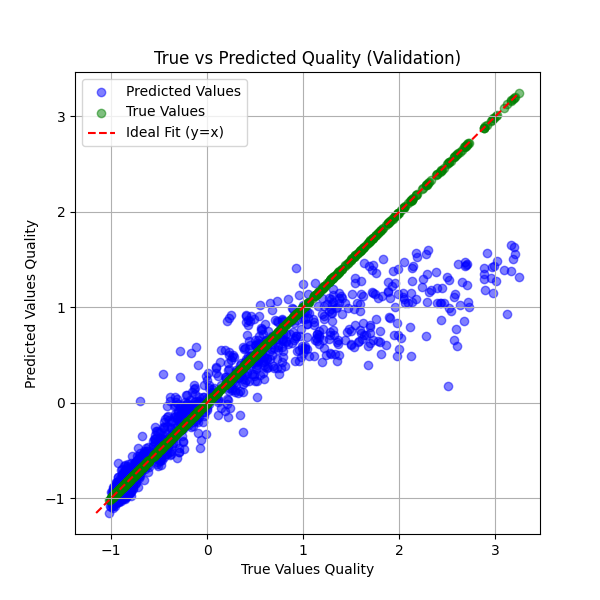 True vs Predicted Quality (Validation)
Predicted Values
True Values
Ideal Fit (y=x)
Predicted Values Quality
3
2
1
0
−1
−1 0 1 2 3
True Values Quality